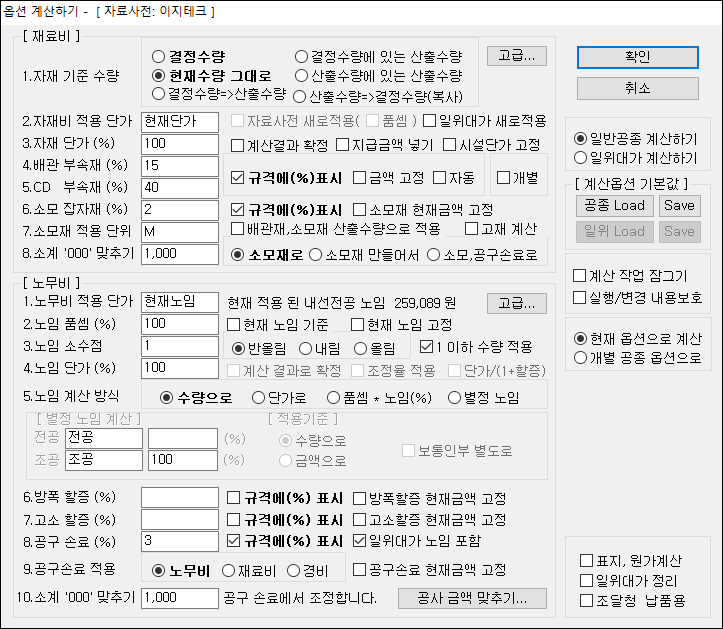 옵션 계산하기 -  [ 자료사전: 이지테크 ]
[ 재료비 ]
1.자재 기준 수량
결정수량
결정수량에 있는 산출수량
현재수량 그대로
산출수량에 있는 산출수량
결정수량=>산출수량
산출수량=>결정수량(복사)
고급...
2.자재비 적용 단가 현재단가 자료사전 새로적용( 품셈 ) 일위대가 새로적용
3.자재 단가 (%) 100 계산결과 확정 지급금액 넣기 시설단가 고정
4.배관 부속재 (%) 15
규격에(%)표시 금액 고정 자동 개별
5.CD 부속재 (%) 40
6.소모 잡자재 (%) 2 규격에(%)표시 소모재 현재금액 고정
7.소모재 적용 단위 M 배관재,소모재 산출수량으로 적용 고재 계산
8.소계 '000' 맞추기 1,000 소모재로 소모재 만들어서 소모,공구손료로
[ 노무비 ]
1.노무비 적용 단가 현재노임 현재 적용 된 내선전공 노임 259,089 원 고급...
2.노임 품셈 (%) 100 현재 노임 기준 현재 노임 고정
3.노임 소수점 1 반올림 내림 올림 1 이하 수량 적용
4.노임 단가 (%) 100 계산 결과로 확정 조정율 적용 단가/(1+할증)
5.노임 계산 방식 수량으로 단가로 품셈 * 노임(%) 별정 노임
[ 별정 노임 계산 ] [ 적용기준 ]
전공 전공 (%) 수량으로
보통인부 별도로
조공 조공 100 (%) 금액으로
6.방폭 할증 (%) 규격에(%) 표시 방폭할증 현재금액 고정
7.고소 할증 (%) 규격에(%) 표시 고소할증 현재금액 고정
8.공구 손료 (%) 3 규격에(%) 표시 일위대가 노임 포함
9.공구손료 적용 노무비 재료비 경비 공구손료 현재금액 고정
10.소계 '000' 맞추기 1,000 공구 손료에서 조정합니다. 공사 금액 맞추기...
확인
취소
일반공종 계산하기
일위대가 계산하기
[ 계산옵션 기본값 ]
공종 Load Save
일위 Load Save
계산 작업 잠그기
실행/변경 내용보호
현재 옵션으로 계산
개별 공종 옵션으로
표지, 원가계산
일위대가 정리
조달청 납품용